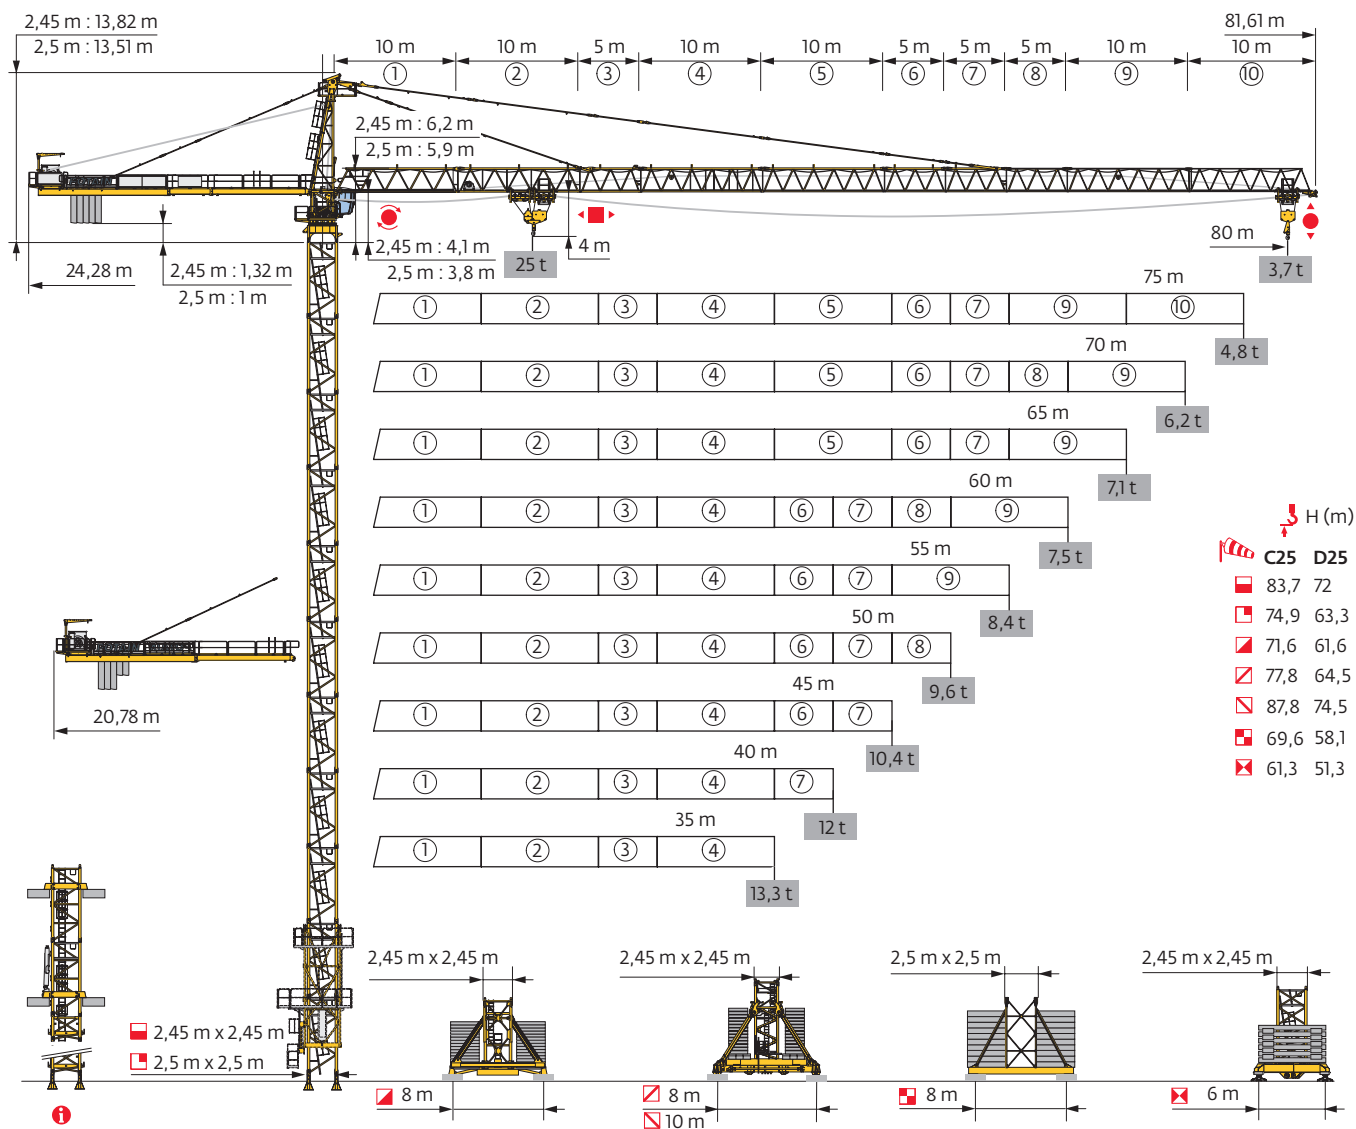 2,45 m : 13,82 m
2,5 m : 13,51 m
81,61 m
10 m 10 m 5 m 10 m 10 m 5 m 5 m 5 m 10 m 10 m
1 2 3 4 5 6 7 8 9 10
2,45 m : 6,2 m
2,5 m : 5,9 m
2,45 m : 4,1 m
2,5 m : 3,8 m
4 m
25 t
80 m
3,7 t
24,28 m
2,45 m : 1,32 m
2,5 m : 1 m
75 m
1 2 3 4 5 6 7 9 10
4,8 t
70 m
1 2 3 4 5 6 7 8 9
6,2 t
65 m
1 2 3 4 5 6 7 9
7,1 t
60 m
1 2 3 4 6 7 8 9
7,5 t
55 m
1 2 3 4 6 7 9
8,4 t
50 m
1 2 3 4 6 7 8
9,6 t
45 m
1 2 3 4 6 7
10,4 t
40 m
1 2 3 4 7
12 t
35 m
1 2 3 4
13,3 t
H (m)
C25 D25
83,7 72
74,9 63,3
71,6 61,6
77,8 64,5
87,8 74,5
69,6 58,1
61,3 51,3
20,78 m
2,45 m x 2,45 m
2,5 m x 2,5 m
i
2,45 m x 2,45 m
8 m
2,45 m x 2,45 m
8 m
10 m
2,5 m x 2,5 m
8 m
2,45 m x 2,45 m
6 m